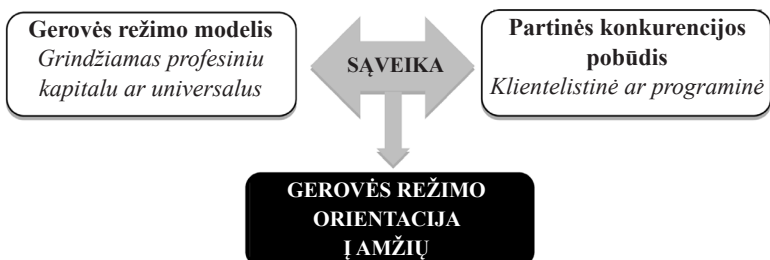 Gerovės režimo modelis
Grindžiamas profesiniu
kapitalu ar universalus
SĄVEIKA
Partinės konkurencijos
pobūdis
Klientelistinė ar programinė
GEROVĖS REŽIMO
ORIENTACIJA
Į AMŽIŲ